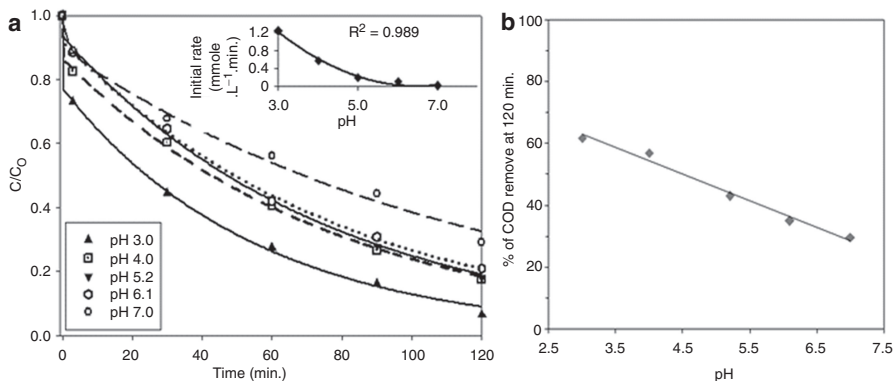 a
C/C_O
1.0
0.8
0.6
0.4
0.2
0.0
0
20
40
60
80
100
120
Time (min.)
pH 3.0
pH 4.0
pH 5.2
pH 6.1
pH 7.0
Initial rate
(mmole
.L⁻¹.min.)
1.2
0.8
0.4
0
3.0
5.0
7.0
pH
R² = 0.989
b
% of COD remove at 120 min.
100
80
60
40
20
0
2.5
3.5
4.5
5.5
6.5
7.5
pH